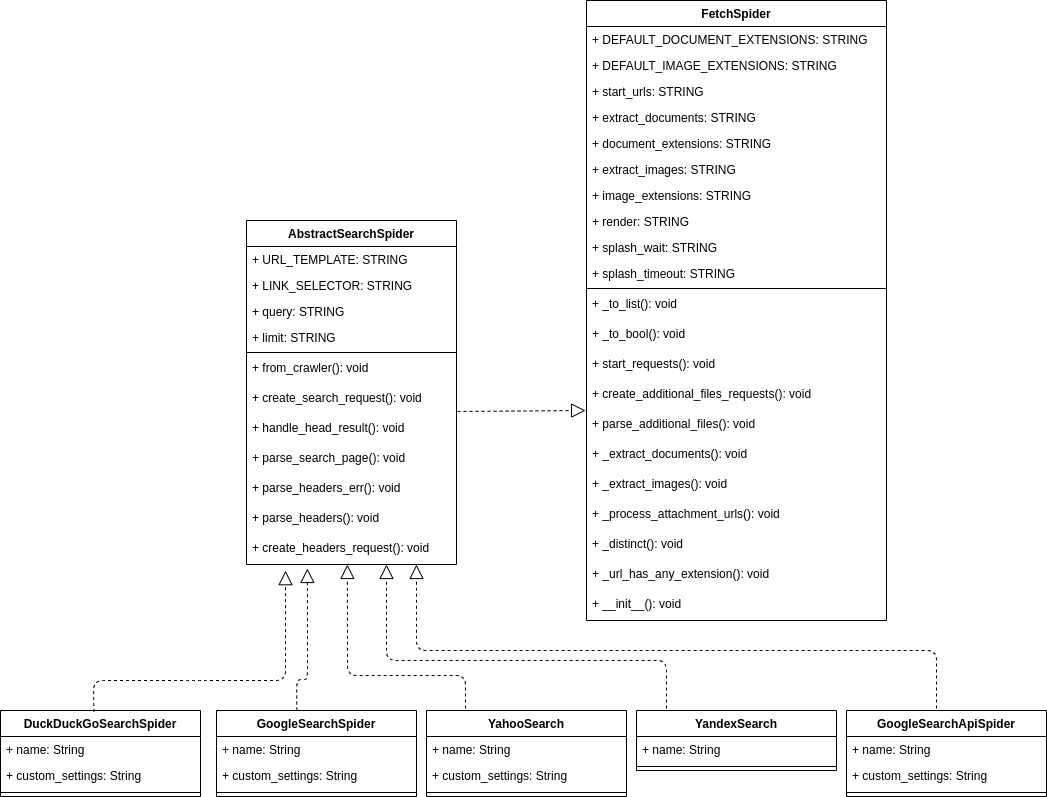 FetchSpider
+ DEFAULT_DOCUMENT_EXTENSIONS: STRING
+ DEFAULT_IMAGE_EXTENSIONS: STRING
+ start_urls: STRING
+ extract_documents: STRING
+ document_extensions: STRING
+ extract_images: STRING
+ image_extensions: STRING
+ render: STRING
+ splash_wait: STRING
+ splash_timeout: STRING
+ _to_list(): void
+ _to_bool(): void
+ start_requests(): void
+ create_additional_files_requests(): void
+ parse_additional_files(): void
+ _extract_documents(): void
+ _extract_images(): void
+ _process_attachment_urls(): void
+ _distinct(): void
+ _url_has_any_extension(): void
+ __init__(): void
AbstractSearchSpider
+ URL_TEMPLATE: STRING
+ LINK_SELECTOR: STRING
+ query: STRING
+ limit: STRING
+ from_crawler(): void
+ create_search_request(): void
+ handle_head_result(): void
+ parse_search_page(): void
+ parse_headers_err(): void
+ parse_headers(): void
+ create_headers_request(): void
DuckDuckGoSearchSpider
+ name: String
+ custom_settings: String
GoogleSearchSpider
+ name: String
+ custom_settings: String
YahooSearch
+ name: String
+ custom_settings: String
YandexSearch
+ name: String
GoogleSearchApiSpider
+ name: String
+ custom_settings: String